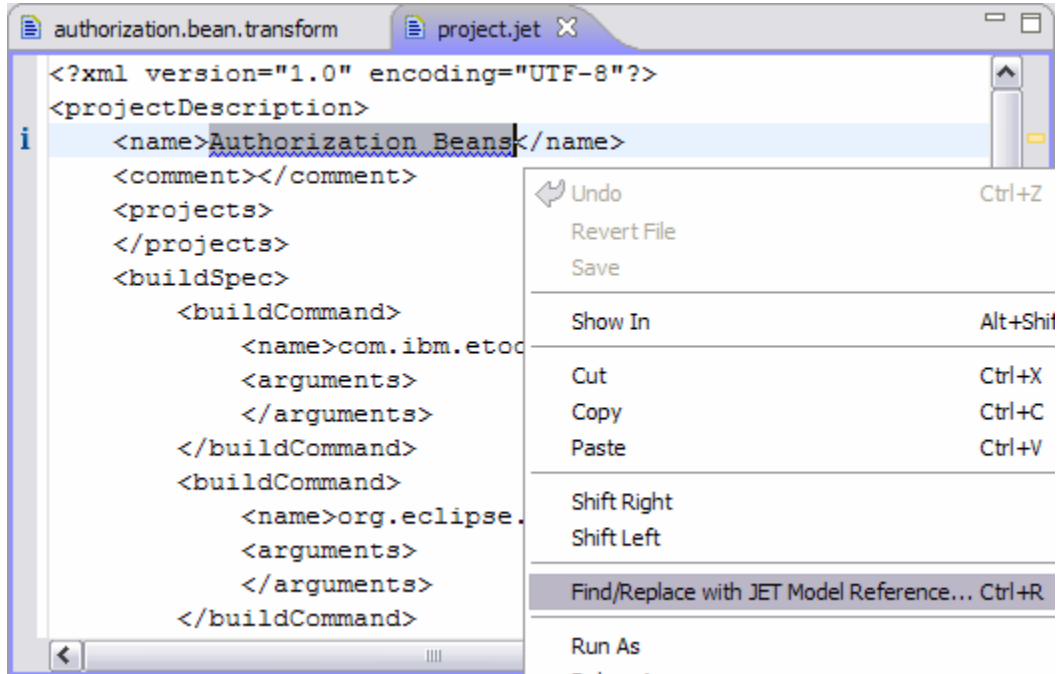 authorization.bean.transform
project.jet
<?xml version="1.0" encoding="UTF-8"?>
<projectDescription>
<name>Authorization Beans</name>
<comment></comment>
<projects>
</projects>
<buildSpec>
<buildCommand>
<name>com.ibm.etoo
<arguments>
</arguments>
</buildCommand>
<buildCommand>
<name>org.eclipse.
<arguments>
</arguments>
</buildCommand>
Undo Ctrl+Z
Revert File
Save
Show In Alt+Shif
Cut Ctrl+X
Copy Ctrl+C
Paste Ctrl+V
Shift Right
Shift Left
Find/Replace with JET Model Reference... Ctrl+R
Run As